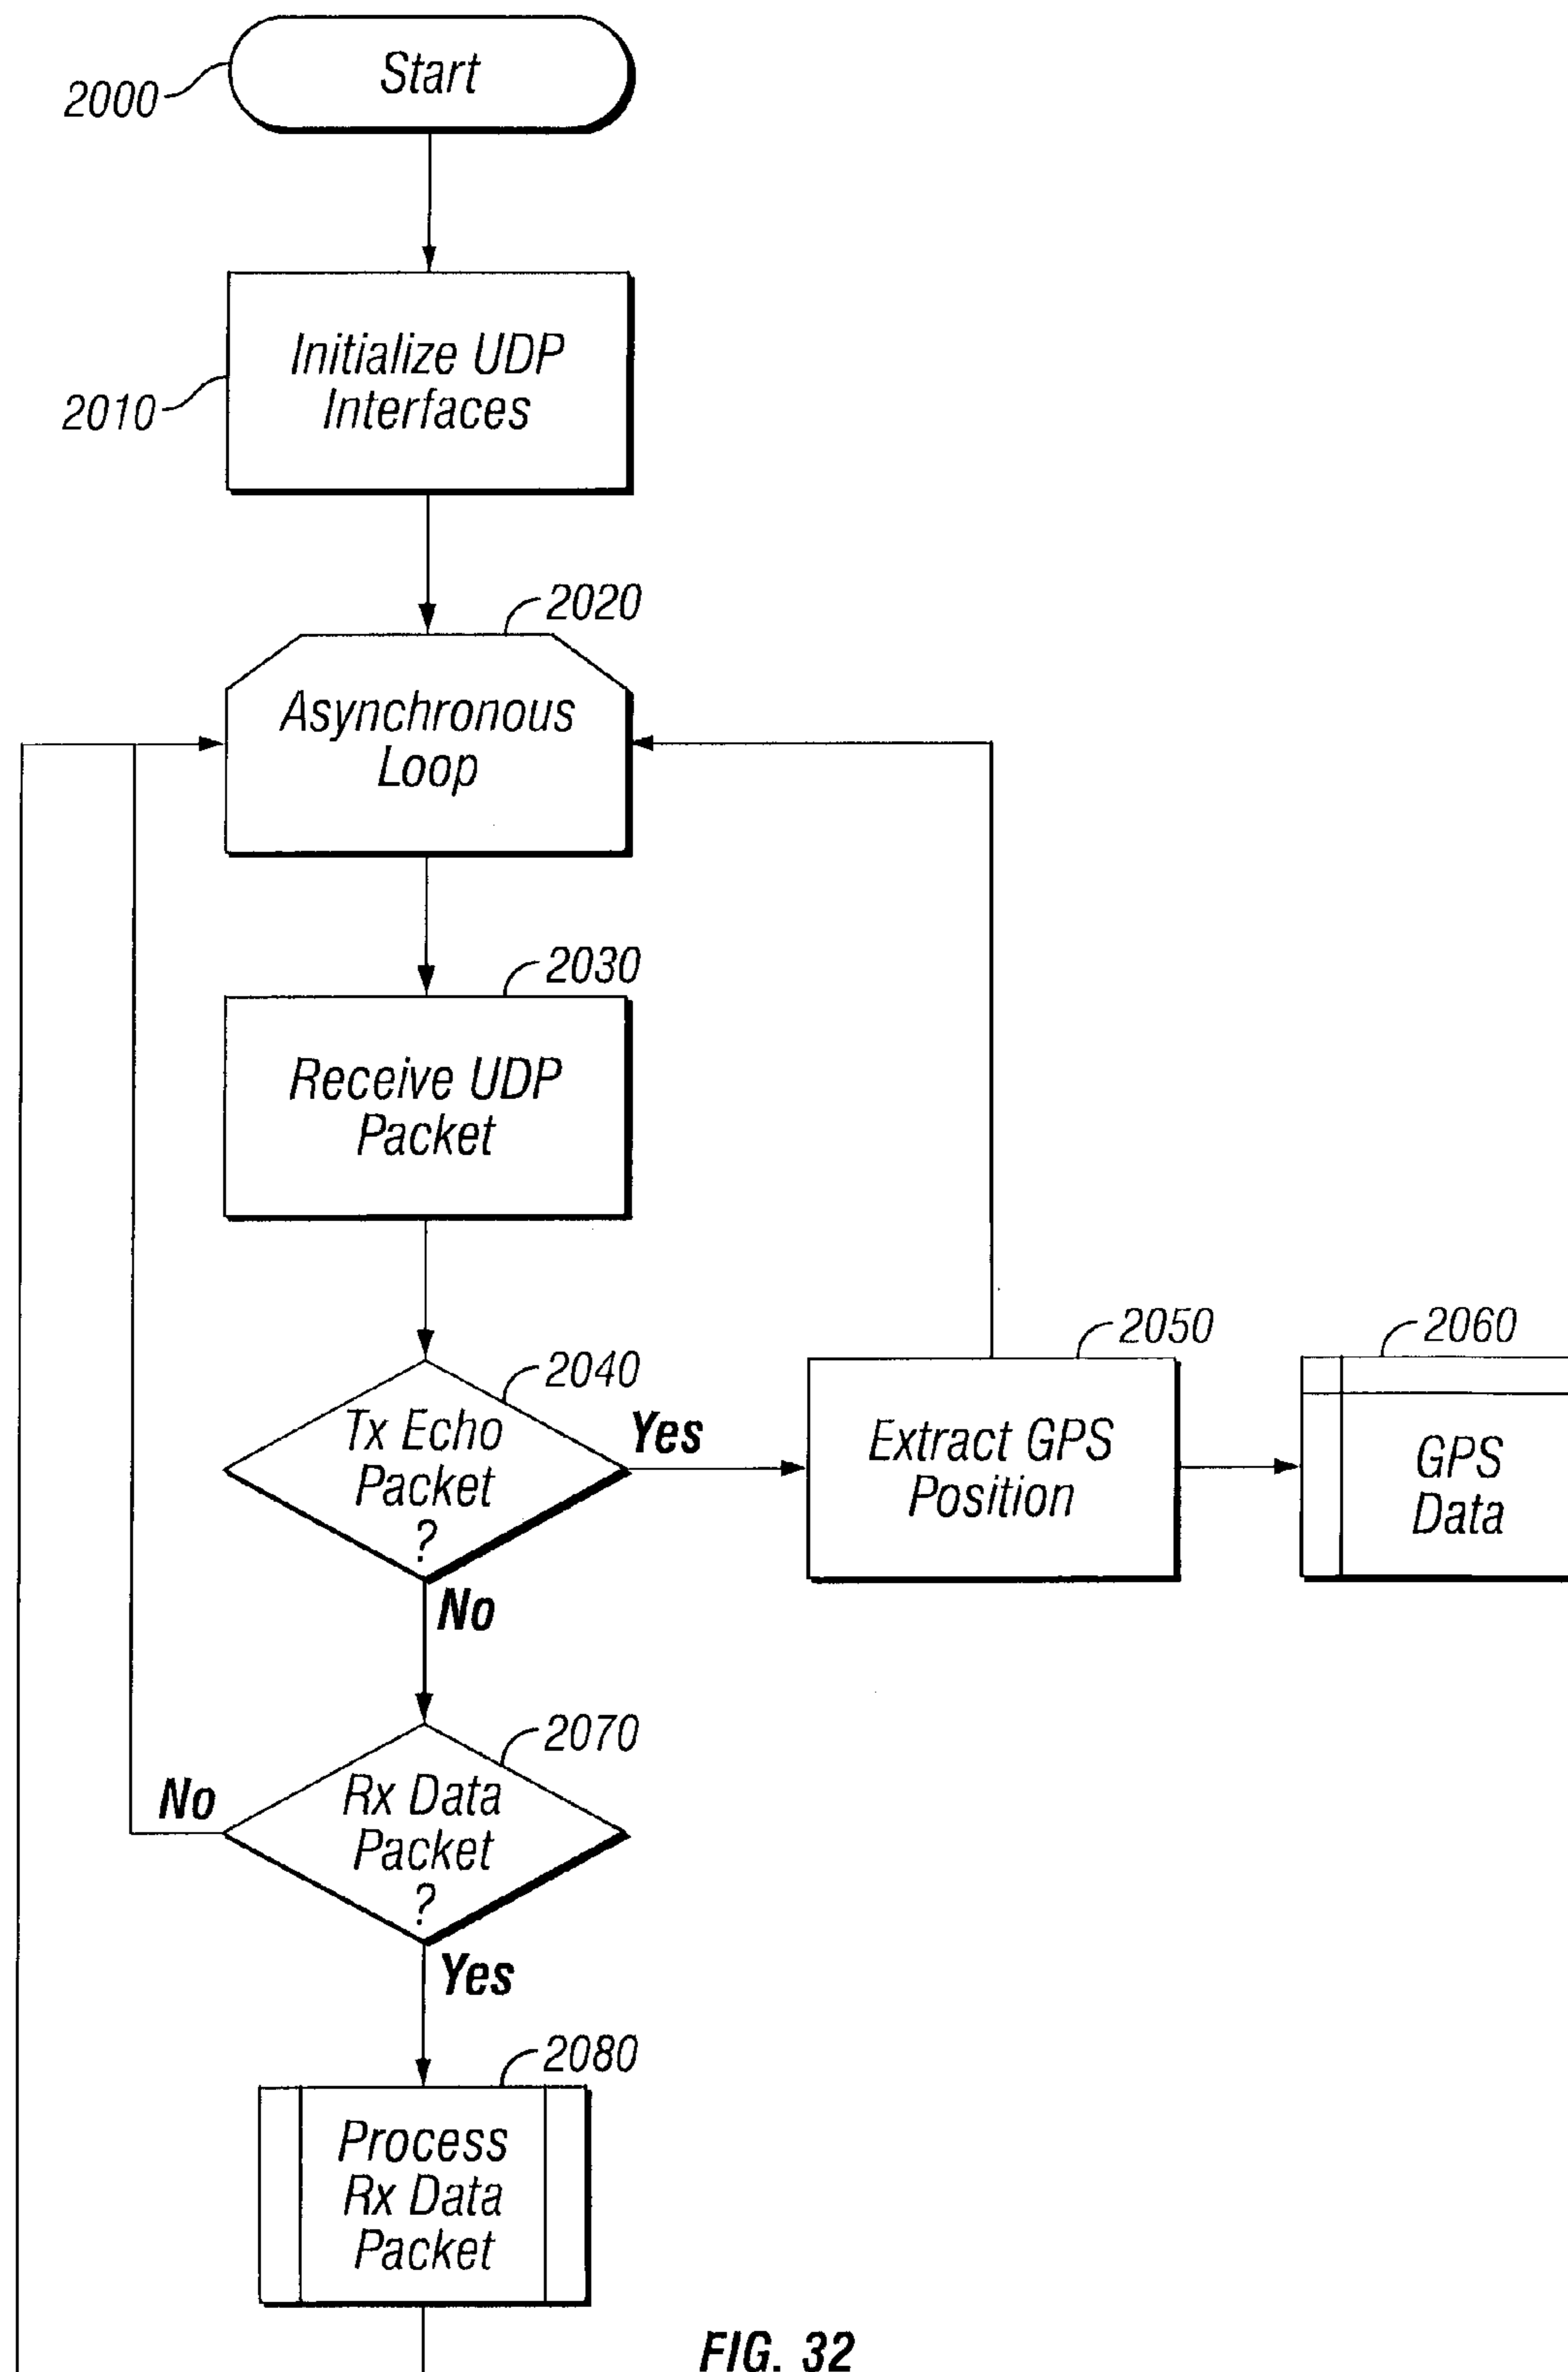 Start
2000
Initialize UDP
Interfaces
2010
2020
Asynchronous
Loop
2030
Receive UDP
Packet
2040
Tx Echo
Packet
?
Yes
No
2050
Extract GPS
Position
2060
GPS
Data
2070
Rx Data
Packet
?
No
Yes
2080
Process
Rx Data
Packet
FIG. 32